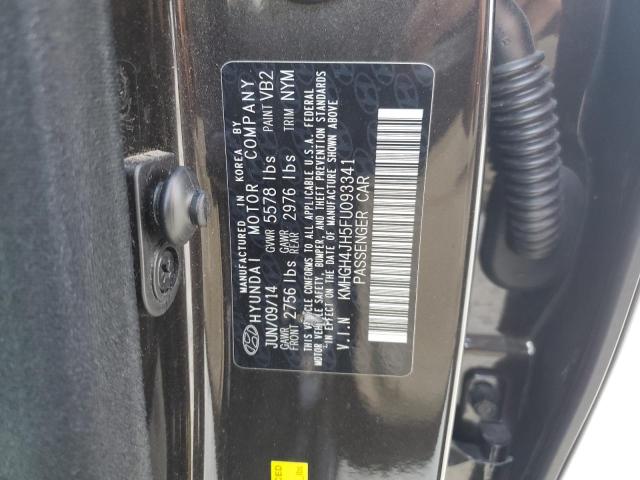 MANUFACTURED IN KOREA BY
HYUNDAI MOTOR COMPANY
JUN/09/14 GVWR 5578 lbs PAINT VB2
GAWR FRONT 2756 lbs GAWR REAR 2976 lbs TRIM NYM
THIS VEHICLE CONFORMS TO ALL APPLICABLE U.S.A. FEDERAL
MOTOR VEHICLE SAFETY, BUMPER, AND THEFT PREVENTION STANDARDS
IN EFFECT ON THE DATE OF MANUFACTURE SHOWN ABOVE
V.I.N KMHGH4JH5FU093341
PASSENGER CAR